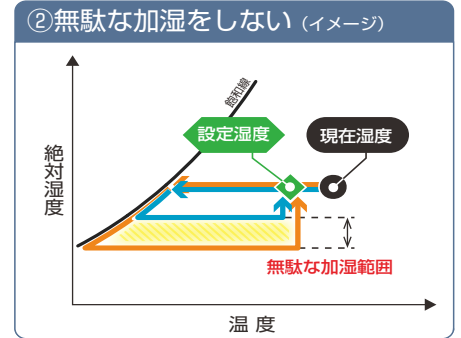 ②無駄な加湿をしない（イメージ）
飽和線
設定湿度
現在湿度
絶対湿度
無駄な加湿範囲
温 度